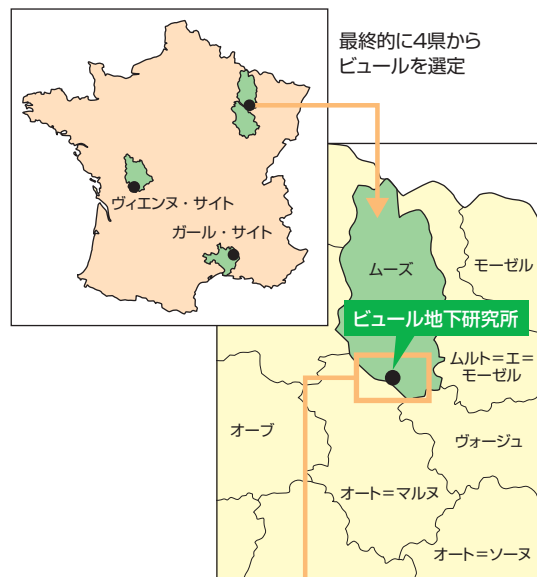 最終的に4県から
ビュールを選定
ヴィエンヌ・サイト
ガール・サイト
ムーズ
モーゼル
ビュール地下研究所
ムルト＝エ＝
モーゼル
オーブ
ヴォージュ
オート＝マルヌ
オート＝ソーヌ